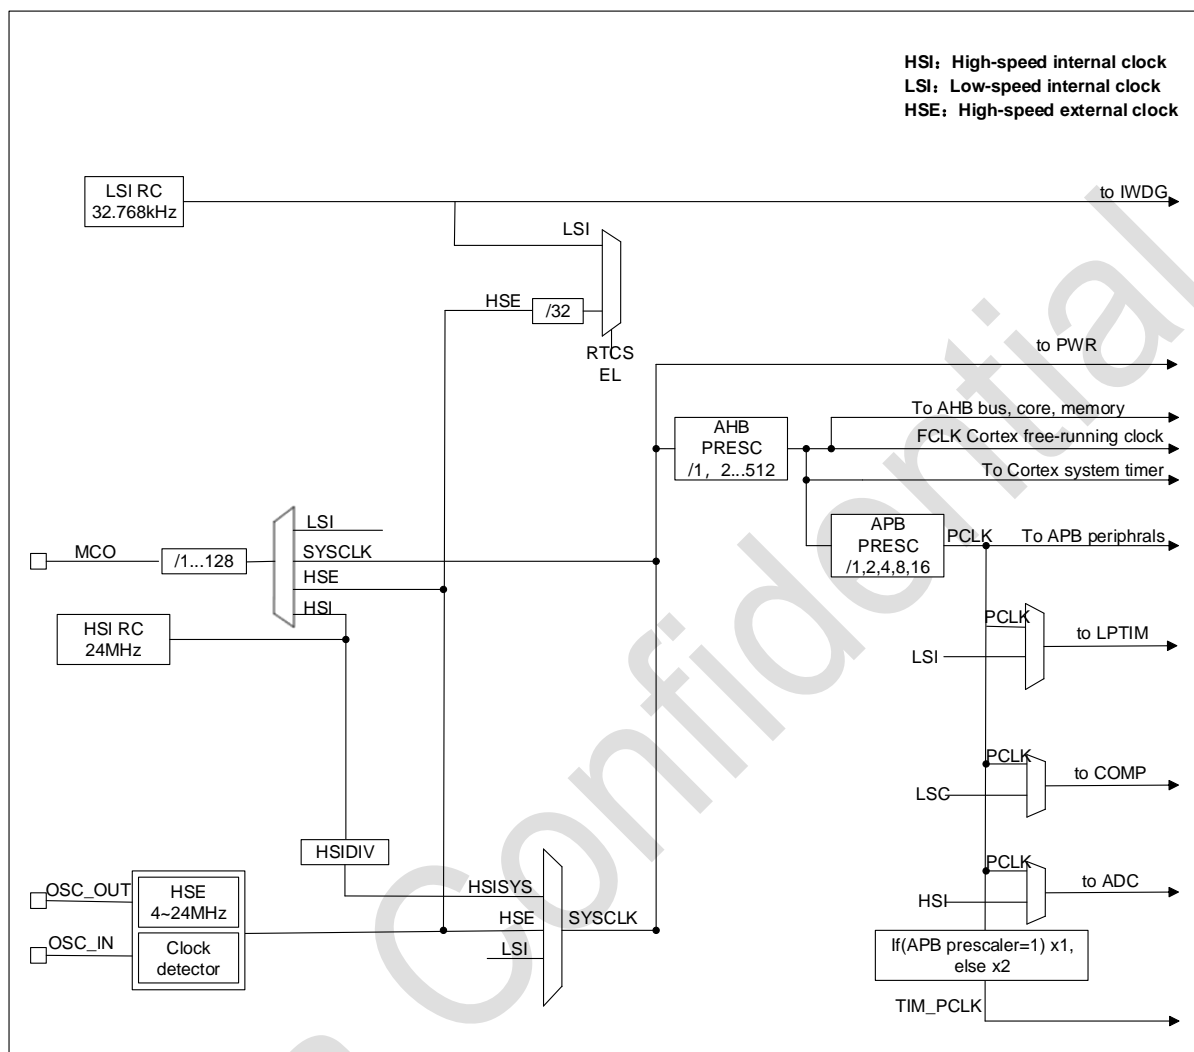 HSI：High-speed internal clock
LSI：Low-speed internal clock
HSE：High-speed external clock
LSI RC
32.768kHz
to IWDG
LSI
HSE
/32
RTCS
EL
to PWR
AHB
PRESC
/1，2...512
To AHB bus, core, memory
FCLK Cortex free-running clock
To Cortex system timer
LSI
MCO
/1...128
SYSCLK
HSE
HSI
APB
PRESC
/1,2,4,8,16
PCLK
To APB periphrals
HSI RC
24MHz
PCLK
to LPTIM
LSI
PCLK
to COMP
LSC
HSIDIV
PCLK
to ADC
HSI
OSC_OUT
HSE
4~24MHz
HSISYS
HSE
SYSCLK
OSC_IN
Clock
detector
LSI
If(APB prescaler=1) x1,
else x2
TIM_PCLK
Confidential